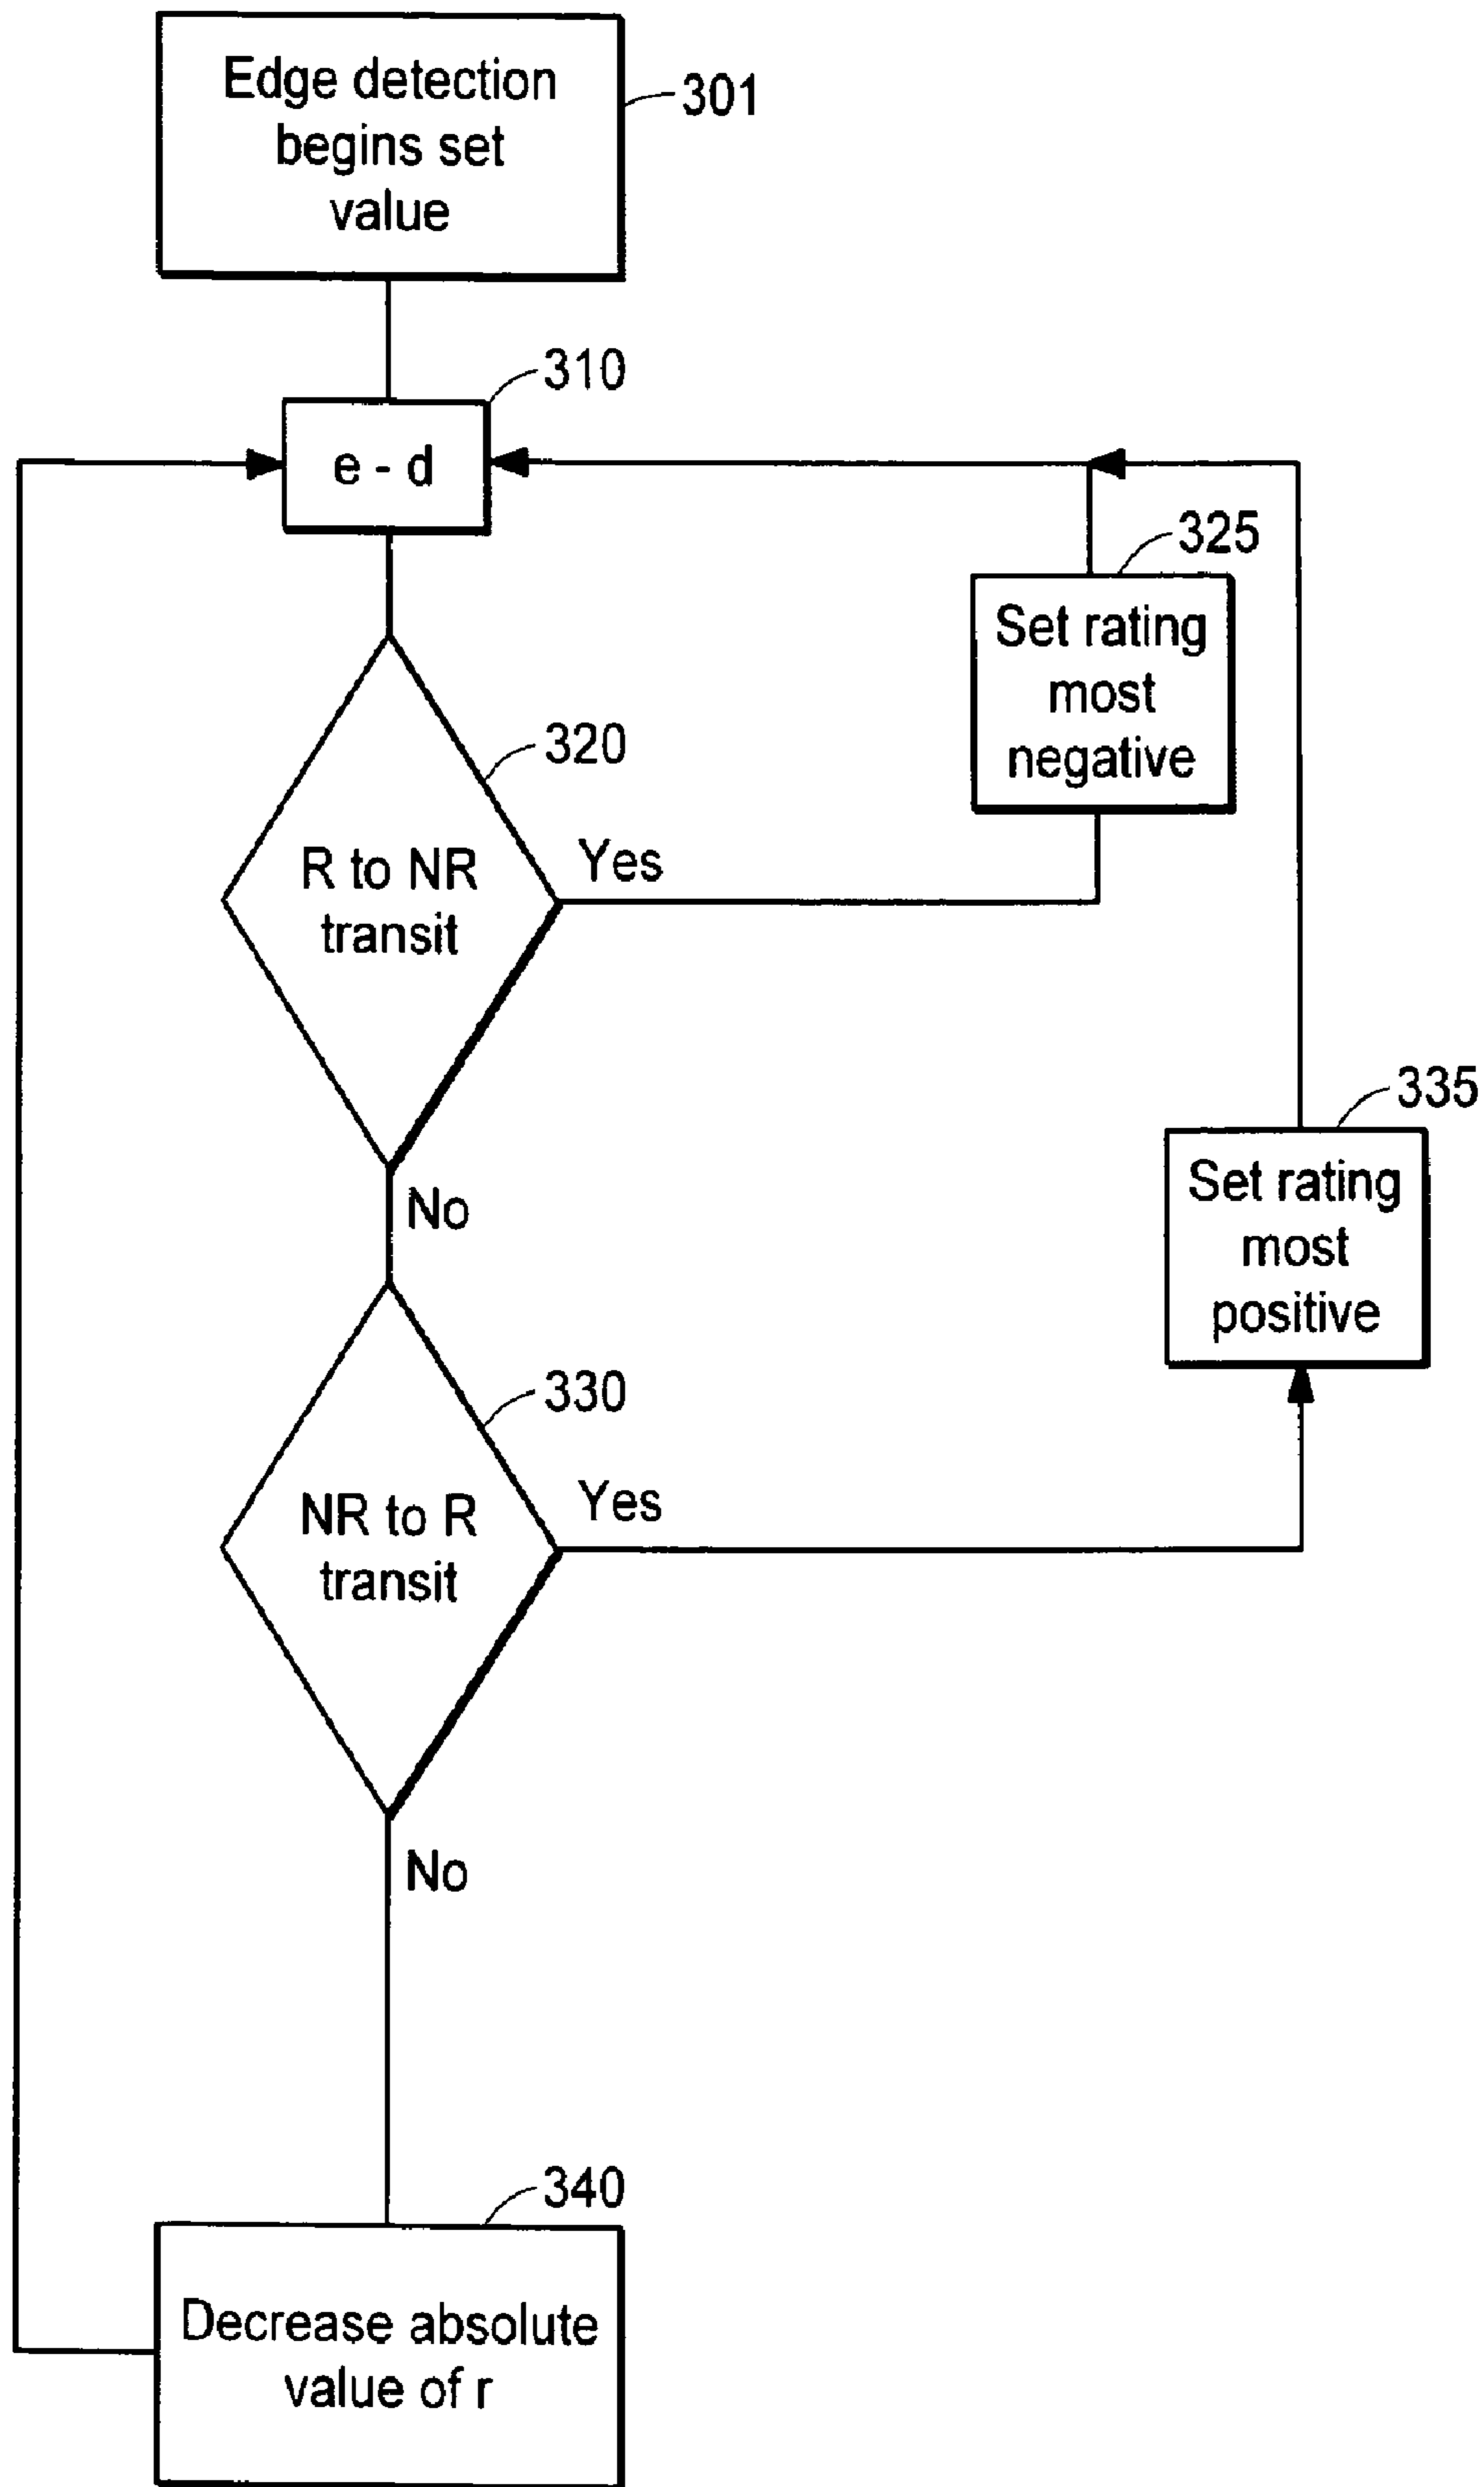 Edge detection
begins set
value
301
310
e - d
325
Set rating
most
negative
320
R to NR
transit
Yes
No
335
Set rating
most
positive
330
NR to R
transit
Yes
No
340
Decrease absolute
value of r